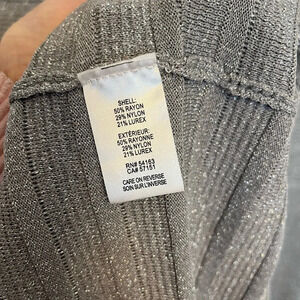 SHELL:
50% RAYON
29% NYLON
21% LUREX
EXTÉRIEUR:
50% RAYONNE
29% NYLON
21% LUREX
RN# 54163
CA# 57151
CARE ON REVERSE
SOIN SUR L'INVERSE